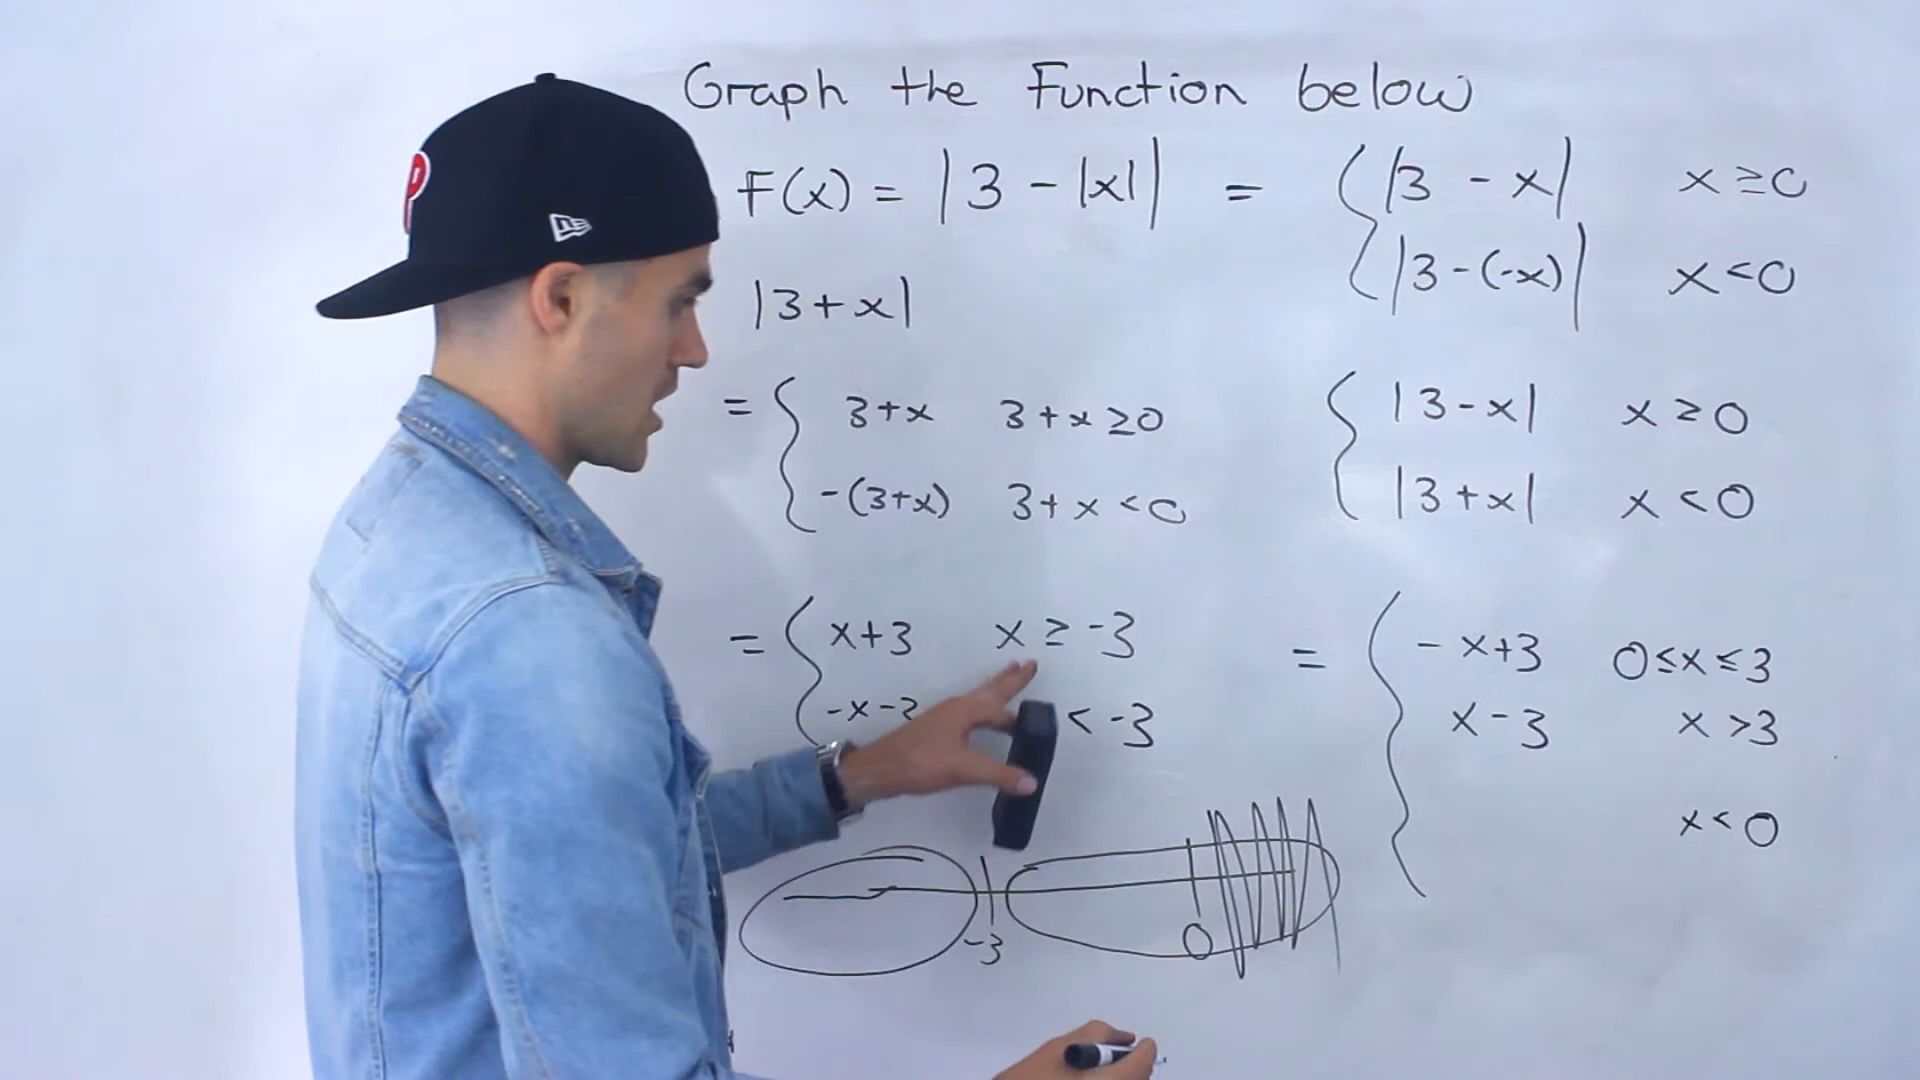 Graph the Function below
F(x) = |3 - |x|| = { |3 - x| x ≥ 0
|3 - (-x)| x < 0
|3 + x|
= { 3 + x 3 + x ≥ 0
-(3 + x) 3 + x < 0
{ |3 - x| x ≥ 0
|3 + x| x < 0
= { x + 3 x ≥ -3
-x - 3 < -3
= { -x + 3 0 ≤ x ≤ 3
x - 3 x > 3
x < 0
-3 0
P